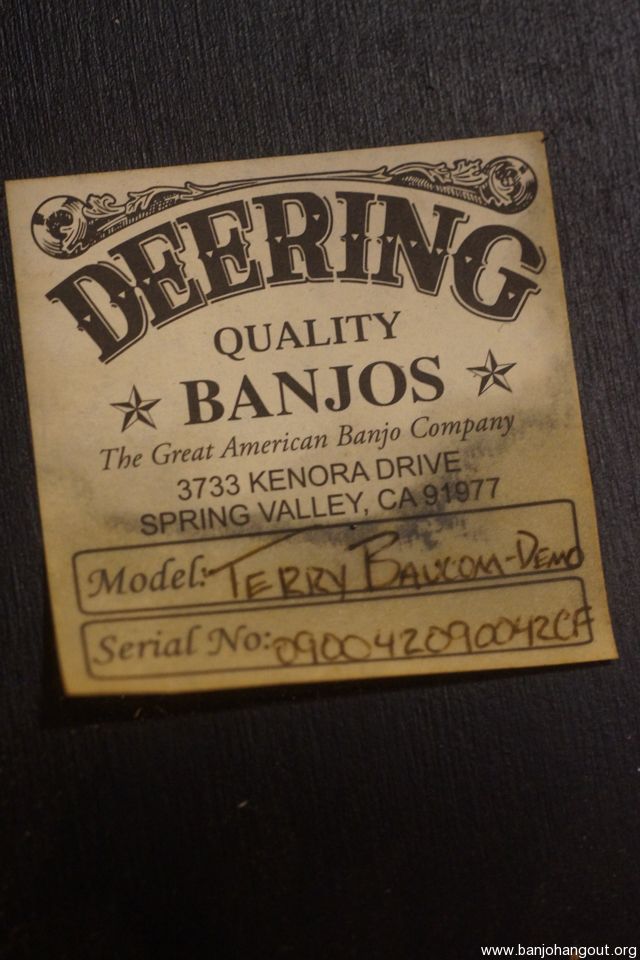 DEERING
QUALITY
BANJOS
The Great American Banjo Company
3733 KENORA DRIVE
SPRING VALLEY, CA 91977
Model: TERRY BAUCOM-DEMO
Serial No: 090042090042CF
www.banjohangout.org